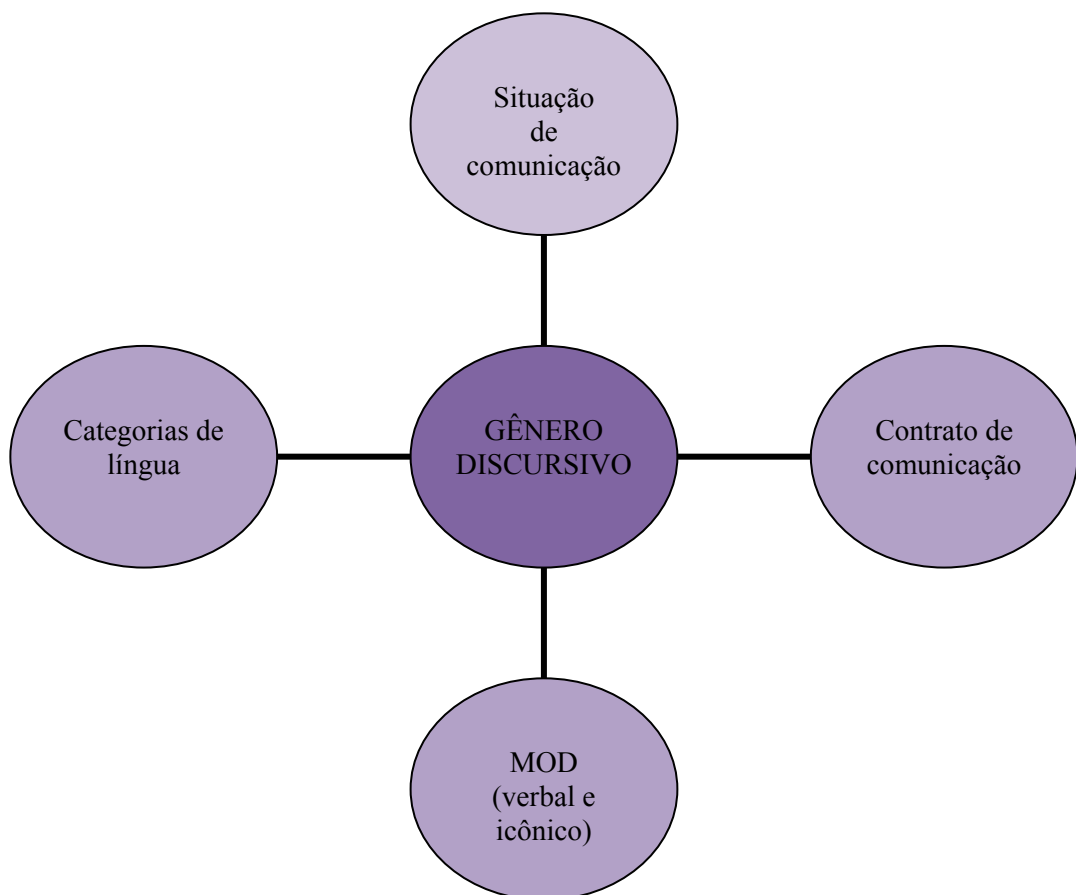 Situação
de
comunicação
Categorias de
língua
GÊNERO
DISCURSIVO
Contrato de
comunicação
MOD
(verbal e
icônico)